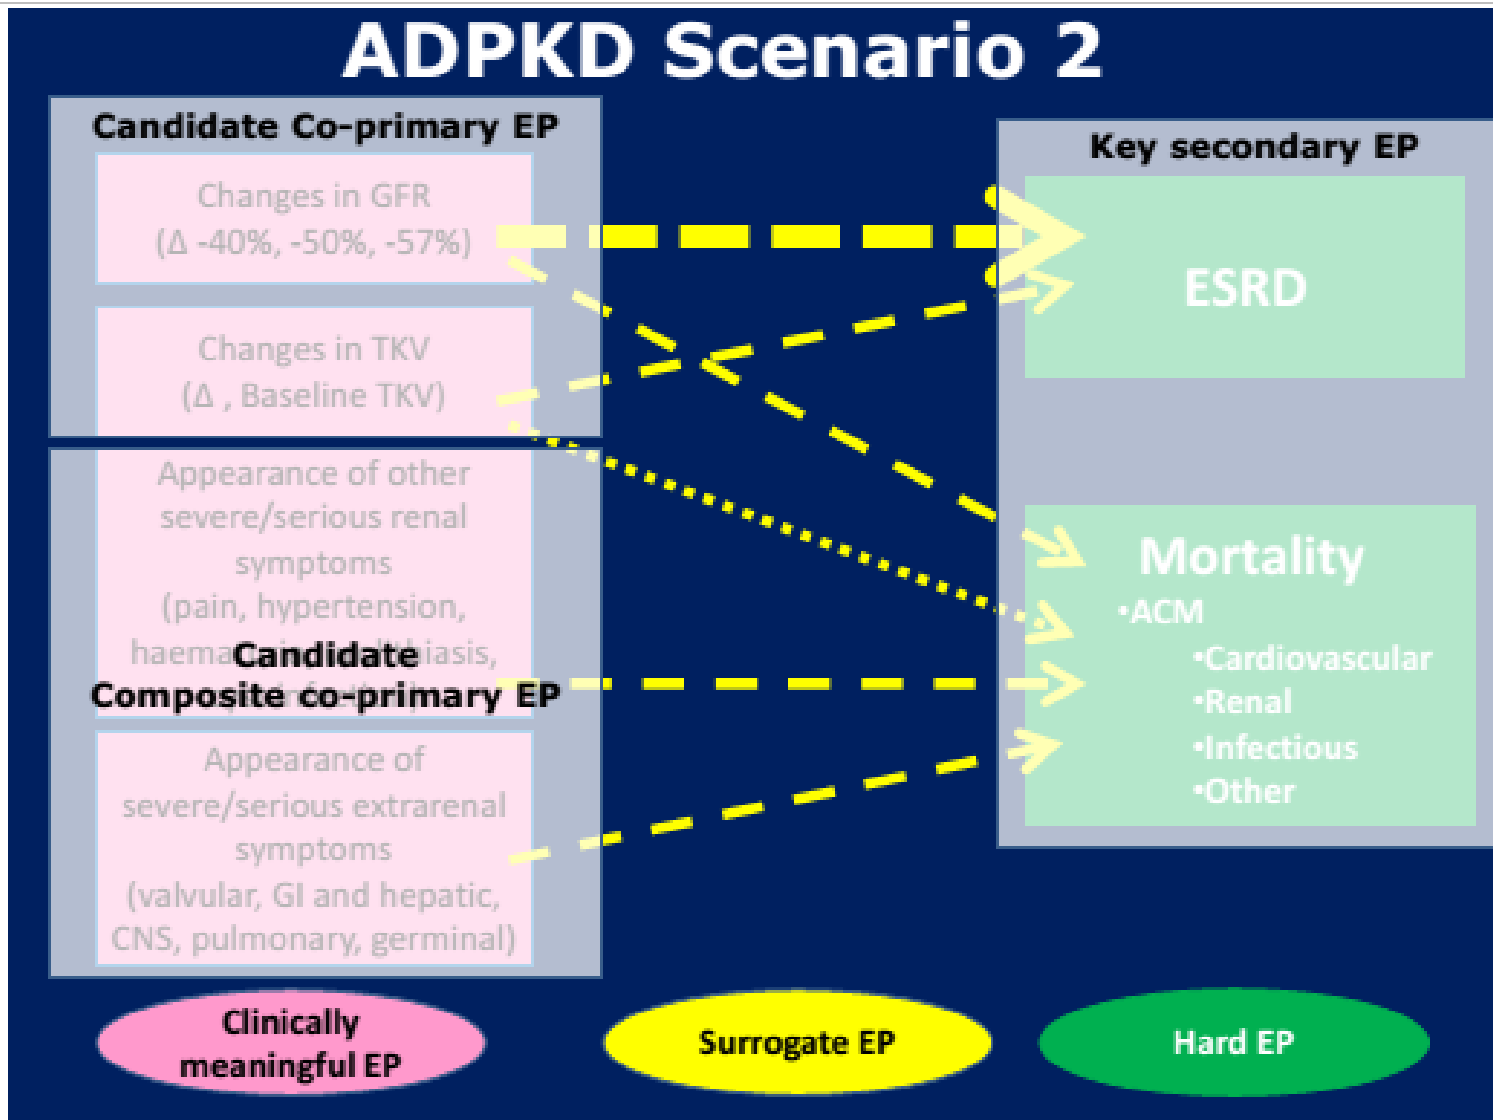 ADPKD Scenario 2
Candidate Co-primary EP
Changes in GFR
(Δ -40%, -50%, -57%)
Changes in TKV
(Δ , Baseline TKV)
Appearance of other
severe/serious renal
symptoms
(pain, hypertension,
Candidate
Composite co-primary EP
Appearance of
severe/serious extrarenal
symptoms
(valvular, GI and hepatic,
CNS, pulmonary, germinal)
Key secondary EP
ESRD
Mortality
•ACM
•Cardiovascular
•Renal
•Infectious
•Other
Clinically
meaningful EP
Surrogate EP
Hard EP